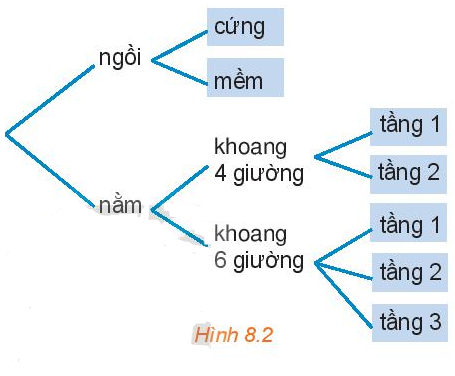 ngồi
cứng
mềm
nằm
khoang
4 giường
tầng 1
tầng 2
khoang
6 giường
tầng 1
tầng 2
tầng 3
Hình 8.2